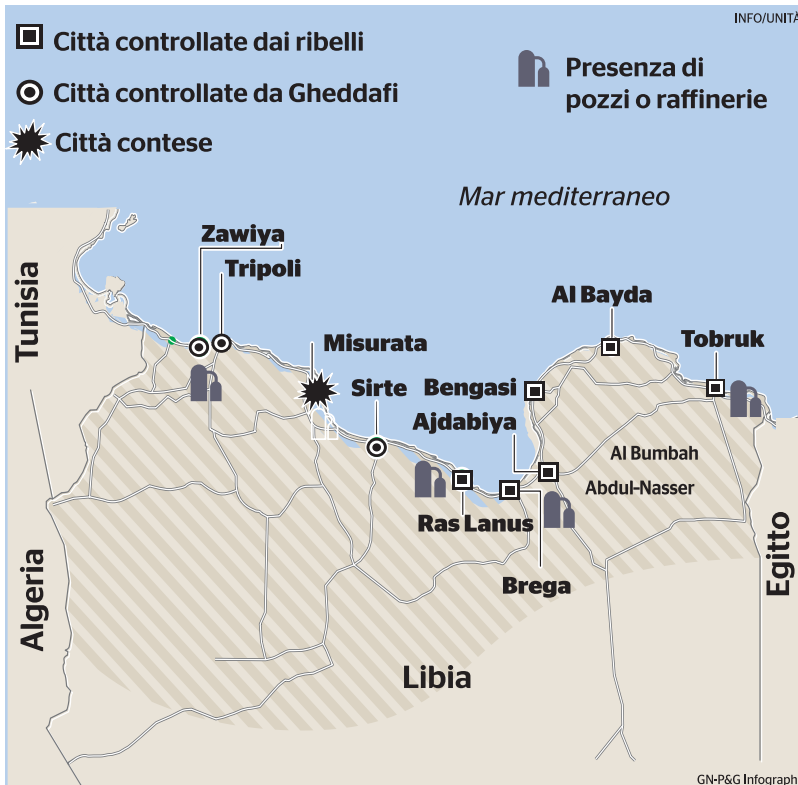 INFO/UNITÀ
Città controllate dai ribelli
Città controllate da Gheddafi
Città contese
Presenza di
pozzi o raffinerie
Mar mediterraneo
Tunisia
Zawiya
Tripoli
Misurata
Sirte
Al Bayda
Tobruk
Bengasi
Ajdabiya
Al Bumbah
Abdul-Nasser
Ras Lanus
Brega
Algeria
Libia
Egitto
GN-P&G Infograph